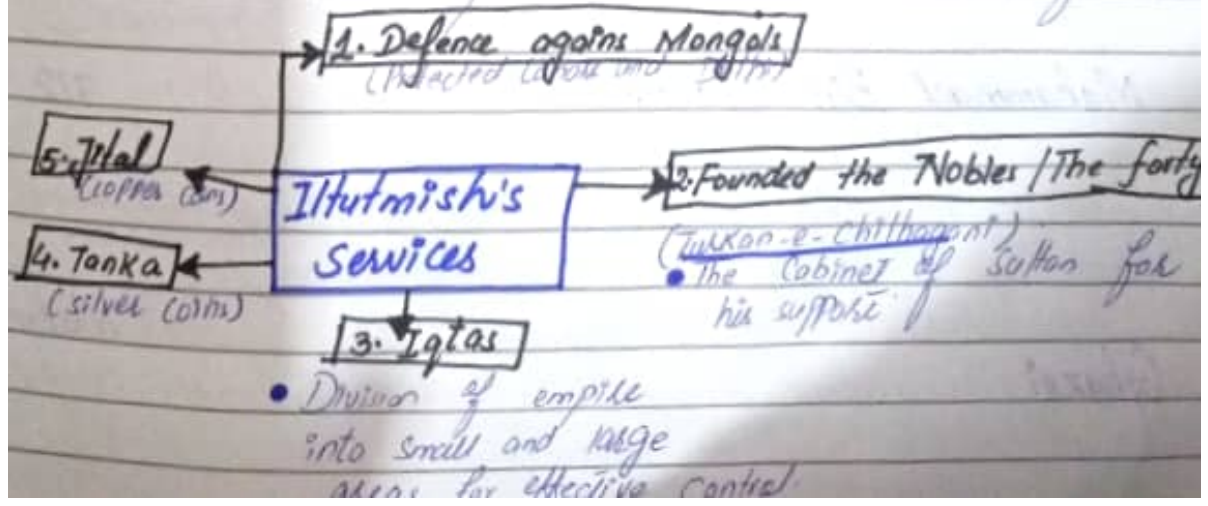 1. Defence agains Mongols
(Protected Lahore and Delhi)
5. Jital
(copper coins)
Iltutmish's
services
2. Founded the Nobles / The forty
(Turkan-e-Chilhagani)
• The Cabinet of Sultan for
his support
4. Tanka
(silver coins)
3. Iqtas
• Division of empire
into small and large
areas for effective control.